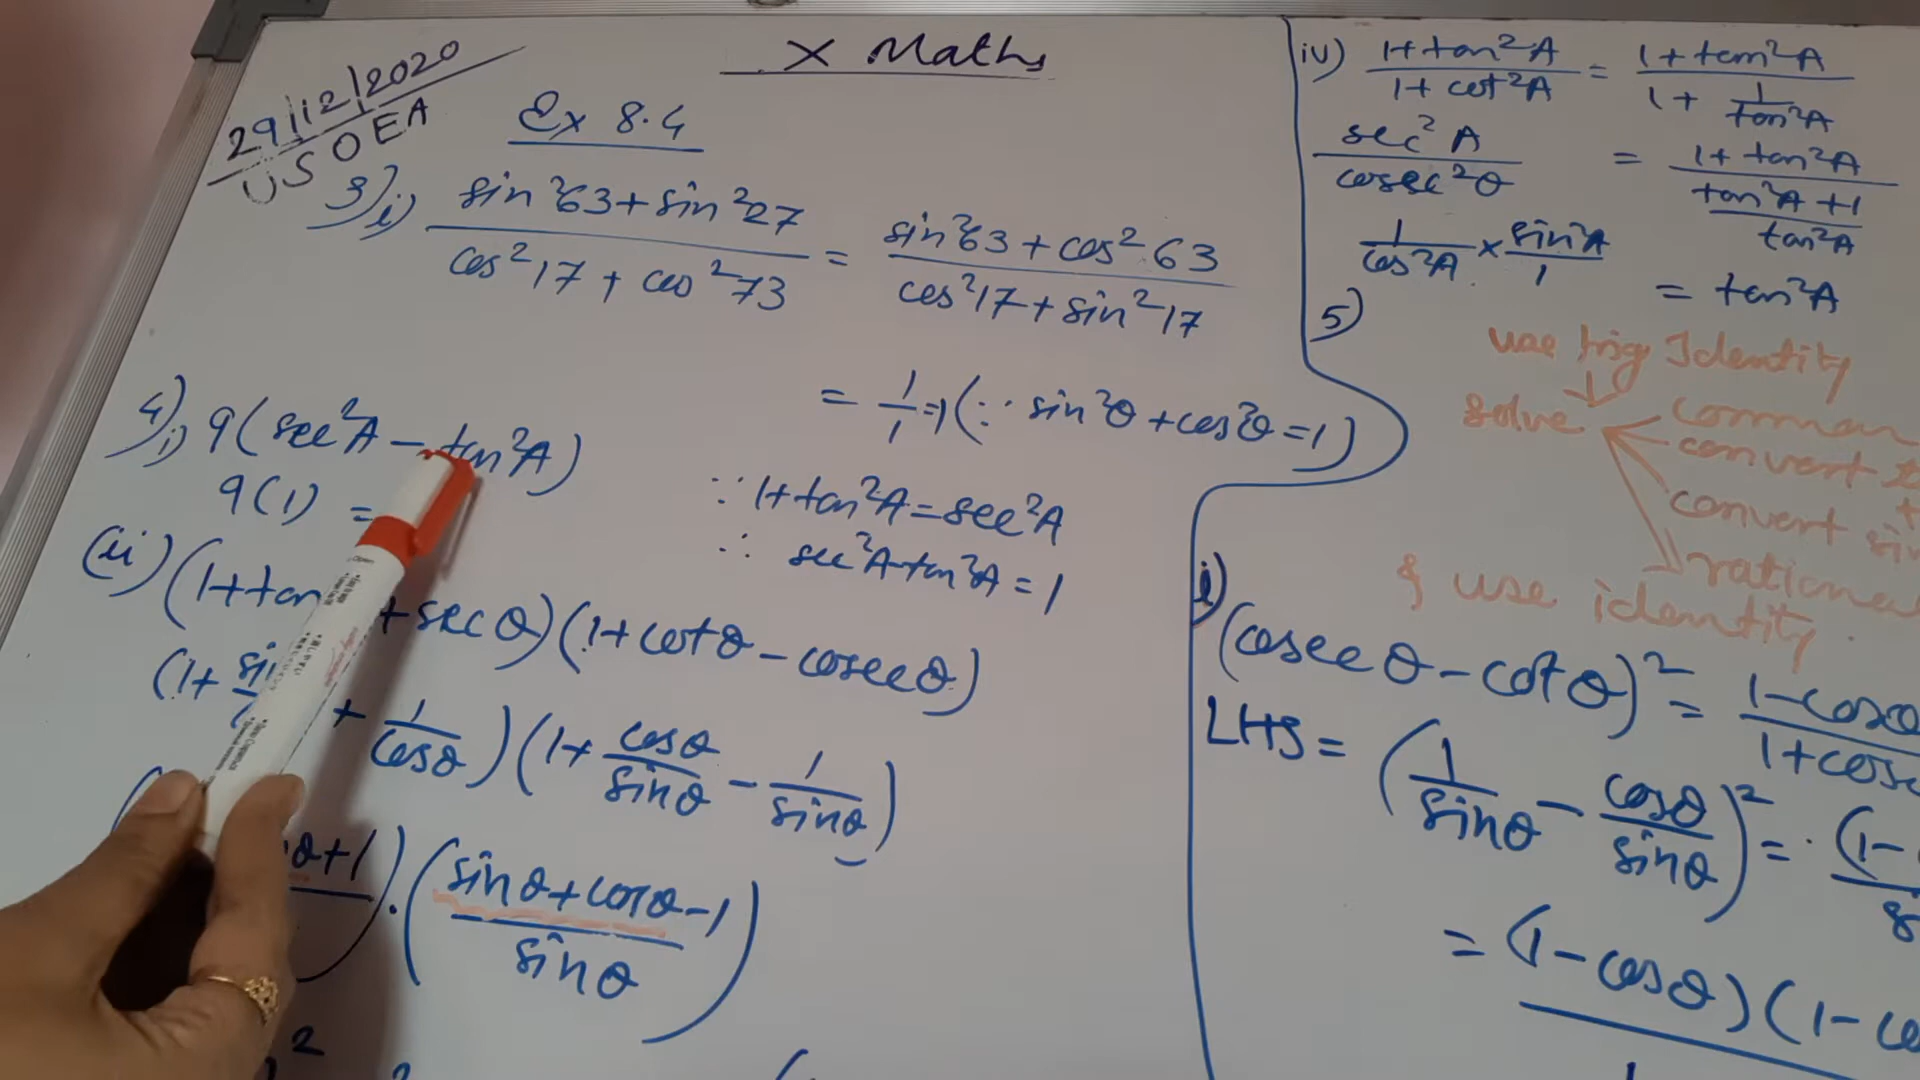 X Maths
29/12/2020
USOEA
Ex 8.4
3) i) (sin²63+sin²27)/(cos²17+cos²73) = (sin²63+cos²63)/(cos²17+sin²17)
= 1/1 = 1 (∵ sin²θ+cos²θ=1)
4) i) 9(sec²A-tan²A)
9(1) =
∵ 1+tan²A=sec²A
∴ sec²A-tan²A=1
(ii) (1+tan +secθ)(1+cotθ-cosecθ)
(1+ + 1/cosθ)(1+cosθ/sinθ-1/sinθ)
θ+1).((sinθ+cosθ-1)/sinθ)
iv) (1+tan²A)/(1+cot²A) = (1+tan²A)/(1+1/tan²A)
sec²A/cosec²θ = (1+tan²A)/((tan²A+1)/tan²A)
1/cos²A × sin²A/1
= tan²A
5)
use trig Identity
solve
common
convert
convert sin
& use identity
i) (cosecθ-cotθ)² = (1-cosθ)/(1+cos
LHS = (1/sinθ-cosθ/sinθ)² = (1-
= (1-cosθ)(1-co